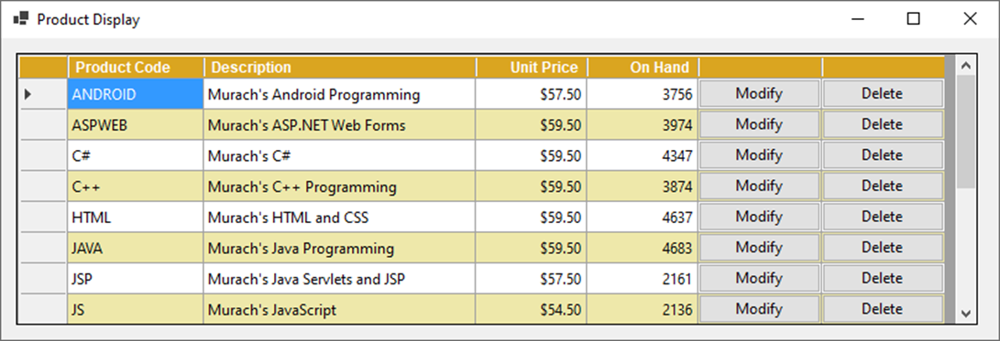 Product Display
Product Code Description Unit Price On Hand
ANDROID Murach's Android Programming $57.50 3756 Modify Delete
ASPWEB Murach's ASP.NET Web Forms $59.50 3974 Modify Delete
C# Murach's C# $59.50 4347 Modify Delete
C++ Murach's C++ Programming $59.50 3874 Modify Delete
HTML Murach's HTML and CSS $59.50 4637 Modify Delete
JAVA Murach's Java Programming $59.50 4683 Modify Delete
JSP Murach's Java Servlets and JSP $57.50 2161 Modify Delete
JS Murach's JavaScript $54.50 2136 Modify Delete